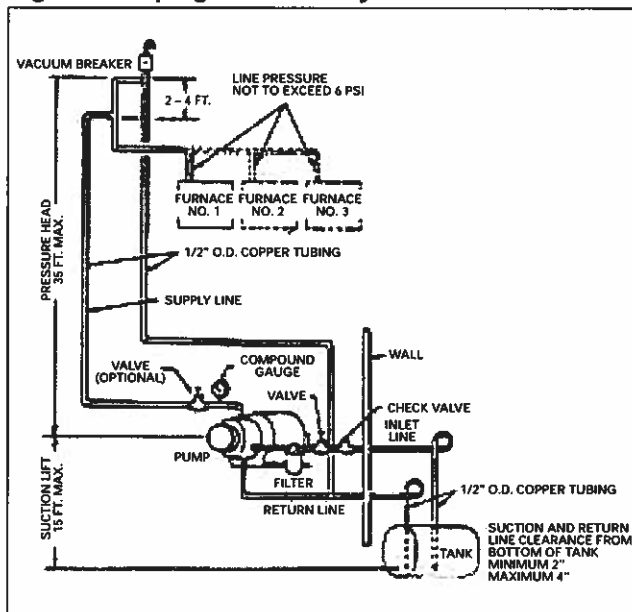 VACUUM BREAKER
2 – 4 FT.
LINE PRESSURE
NOT TO EXCEED 6 PSI
FURNACE
NO. 1
FURNACE
NO. 2
FURNACE
NO. 3
PRESSURE HEAD
35 FT. MAX.
1/2" O.D. COPPER TUBING
SUPPLY LINE
WALL
VALVE
(OPTIONAL)
COMPOUND
GAUGE
VALVE
CHECK VALVE
INLET
LINE
PUMP
FILTER
RETURN LINE
1/2" O.D. COPPER TUBING
SUCTION LIFT
15 FT. MAX.
TANK
SUCTION AND RETURN
LINE CLEARANCE FROM
BOTTOM OF TANK
MINIMUM 2"
MAXIMUM 4"